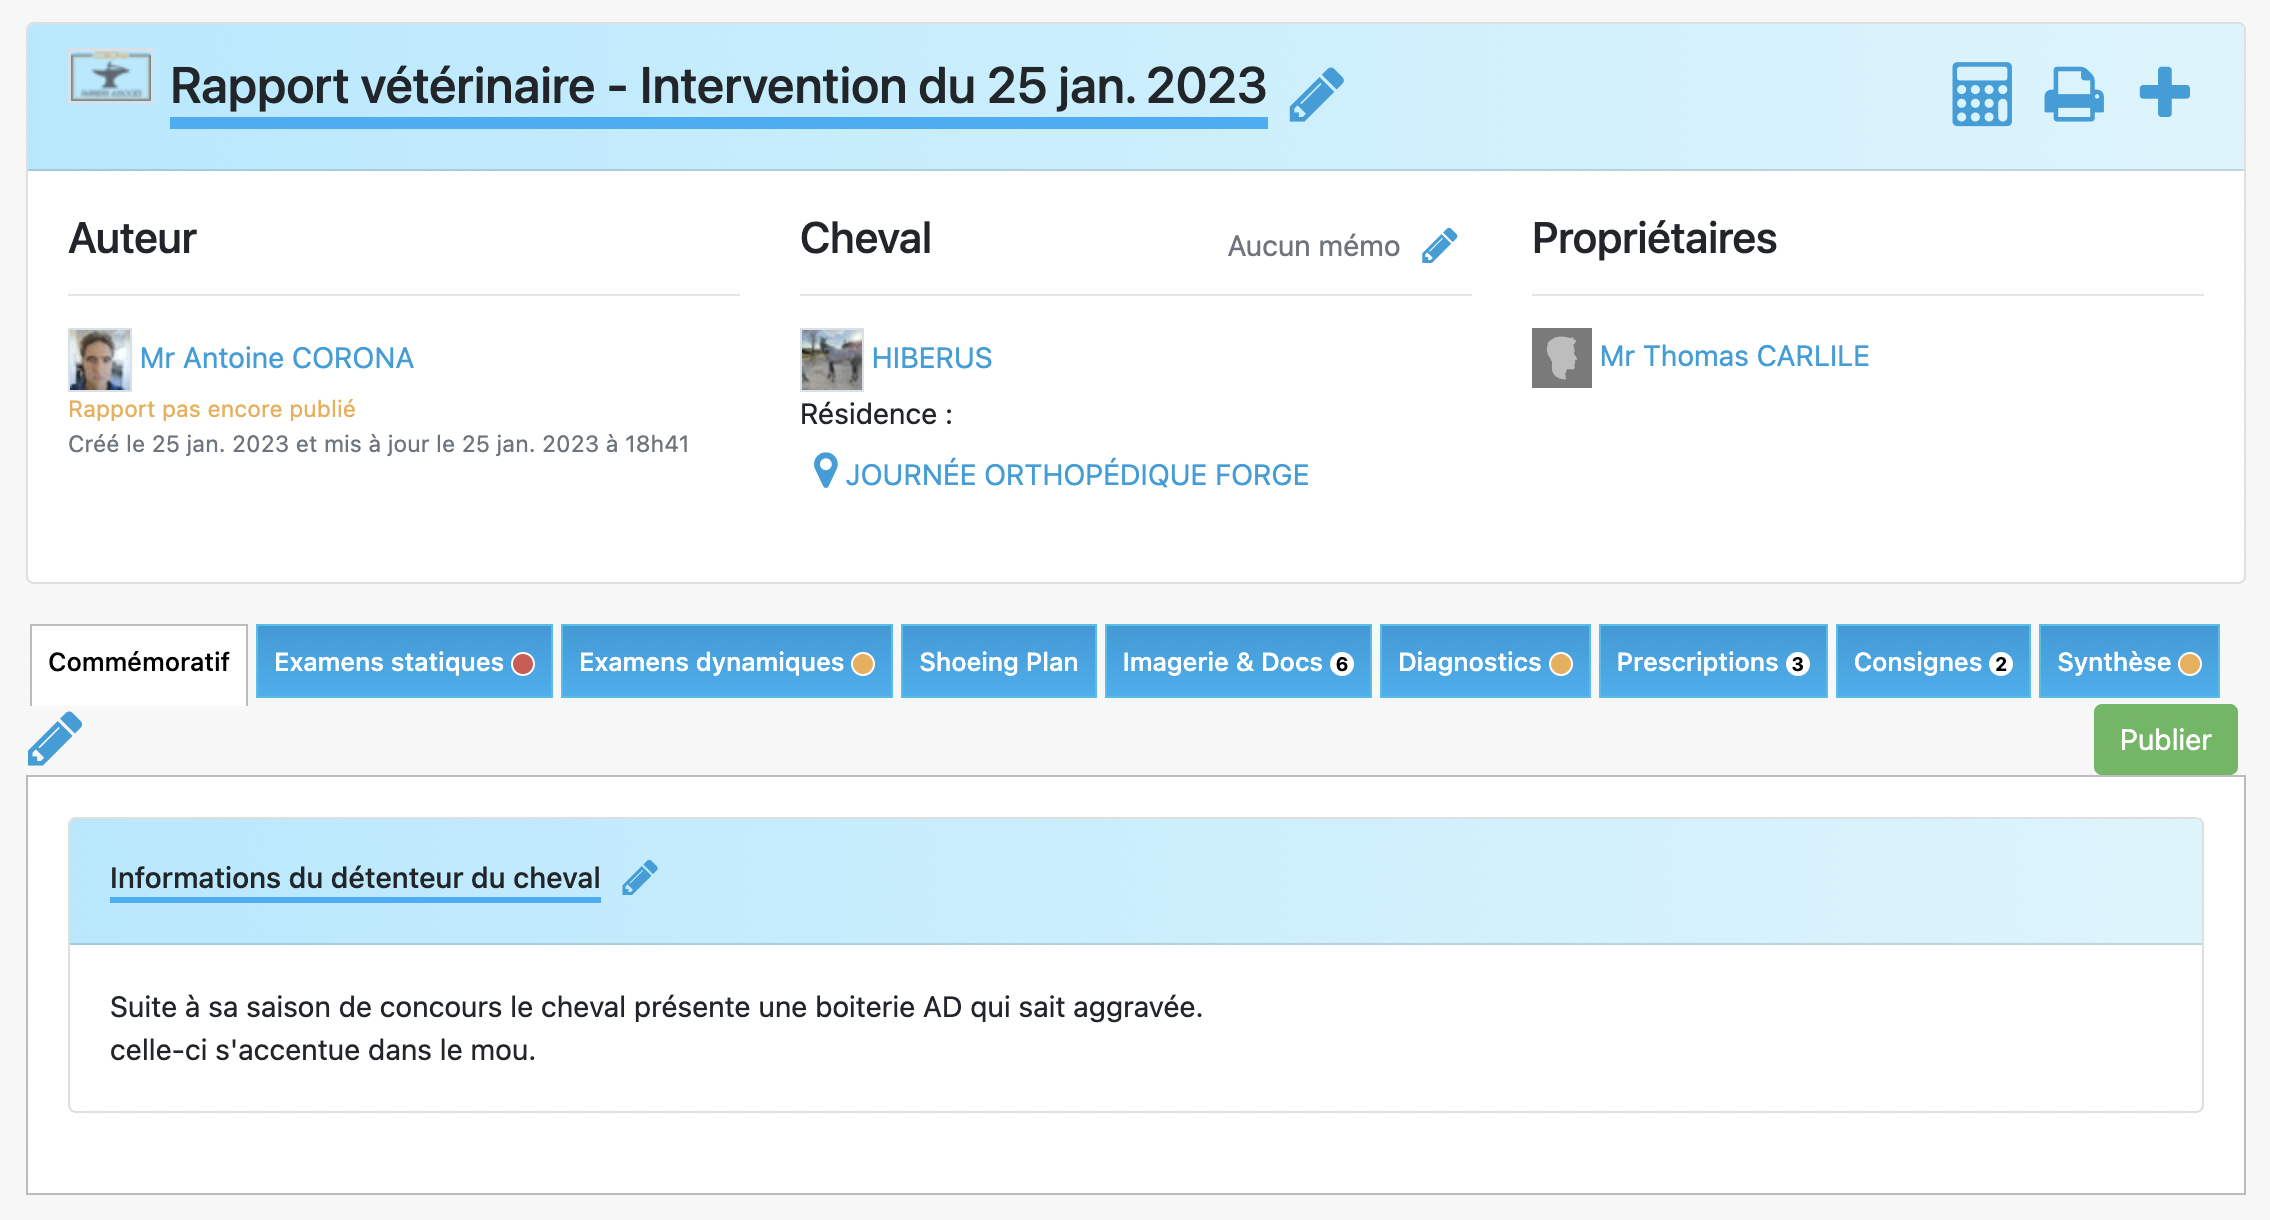 CORONA
Rapport vétérinaire - Intervention du 25 jan. 2023
Auteur
Cheval
Aucun mémo
Propriétaires
Mr Antoine CORONA
Rapport pas encore publié
Créé le 25 jan. 2023 et mis à jour le 25 jan. 2023 à 18h41
HIBERUS
Résidence :
JOURNÉE ORTHOPÉDIQUE FORGE
Mr Thomas CARLILE
Commémoratif
Examens statiques
Examens dynamiques
Shoeing Plan
Imagerie & Docs 6
Diagnostics
Prescriptions 3
Consignes 2
Synthèse
Publier
Informations du détenteur du cheval
Suite à sa saison de concours le cheval présente une boiterie AD qui sait aggravée.
celle-ci s'accentue dans le mou.